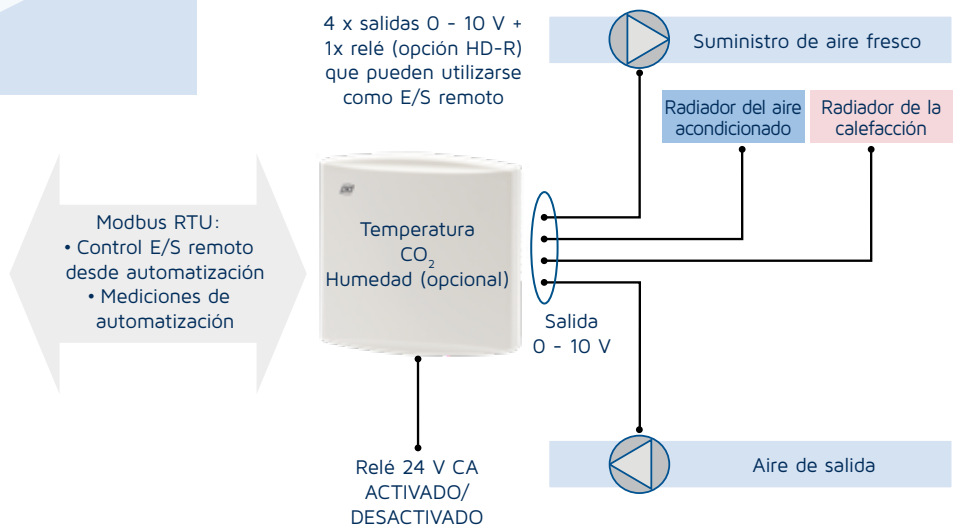 4 x salidas 0 - 10 V +
1x relé (opción HD-R)
que pueden utilizarse
como E/S remoto
Suministro de aire fresco
Radiador del aire
acondicionado
Radiador de la
calefacción
Modbus RTU:
• Control E/S remoto
desde automatización
• Mediciones de
automatización
Temperatura
CO₂
Humedad (opcional)
Salida
0 - 10 V
Relé 24 V CA
ACTIVADO/
DESACTIVADO
Aire de salida